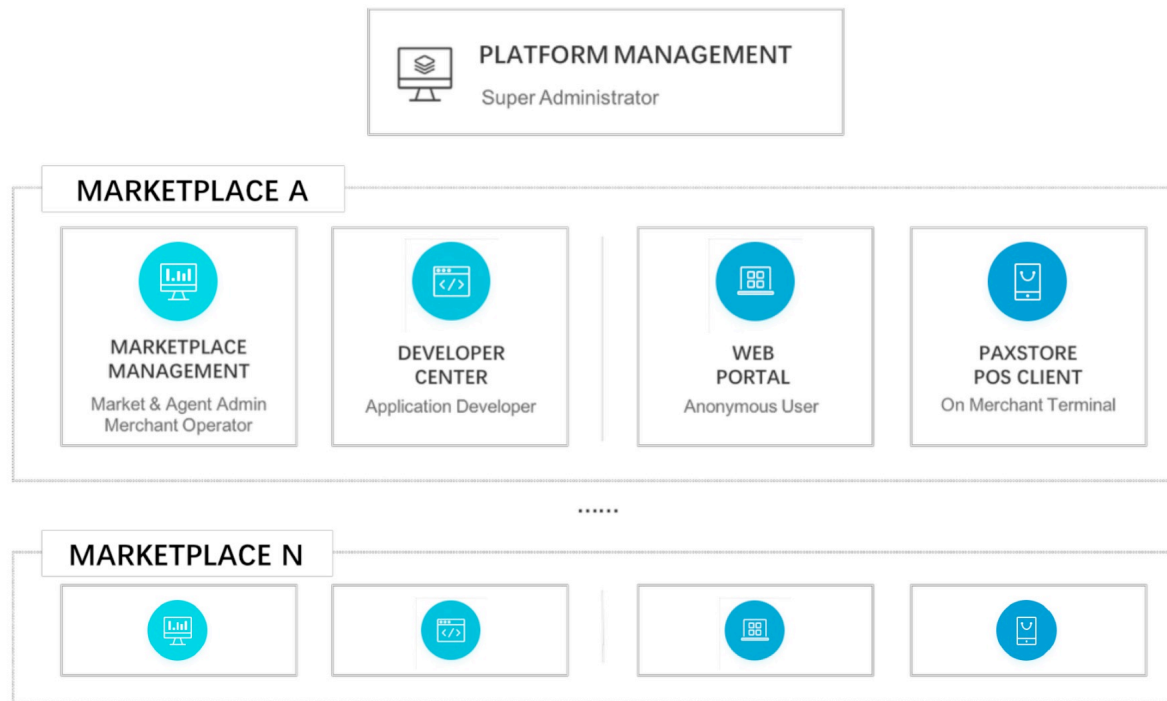 PLATFORM MANAGEMENT
Super Administrator
MARKETPLACE A
MARKETPLACE
MANAGEMENT
Market & Agent Admin
Merchant Operator
DEVELOPER
CENTER
Application Developer
WEB
PORTAL
Anonymous User
PAXSTORE
POS CLIENT
On Merchant Terminal
......
MARKETPLACE N